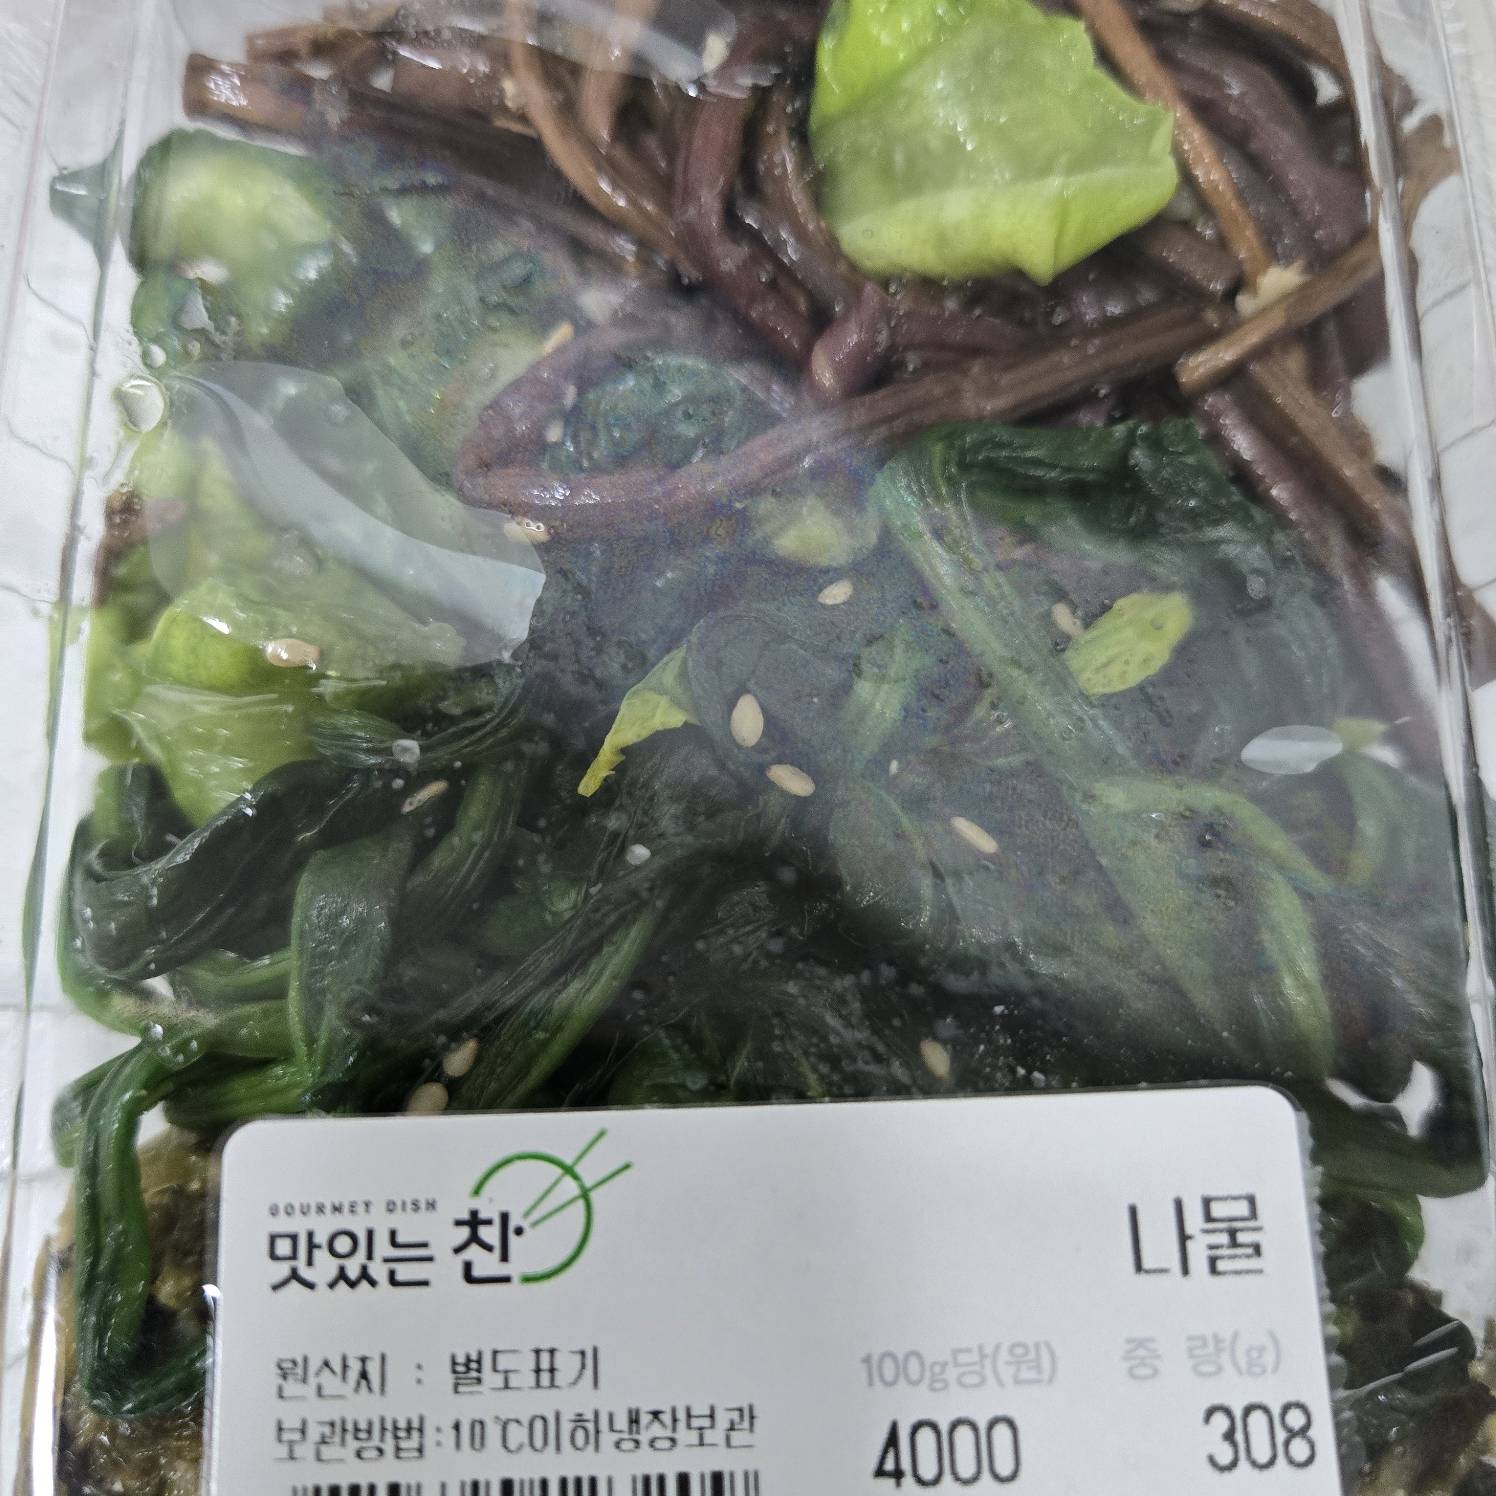 GOURMET DISH
맛있는 찬
나물
원산지 : 별도표기
100g당(원) 중 량(g)
보관방법:10℃이하냉장보관
4000 308